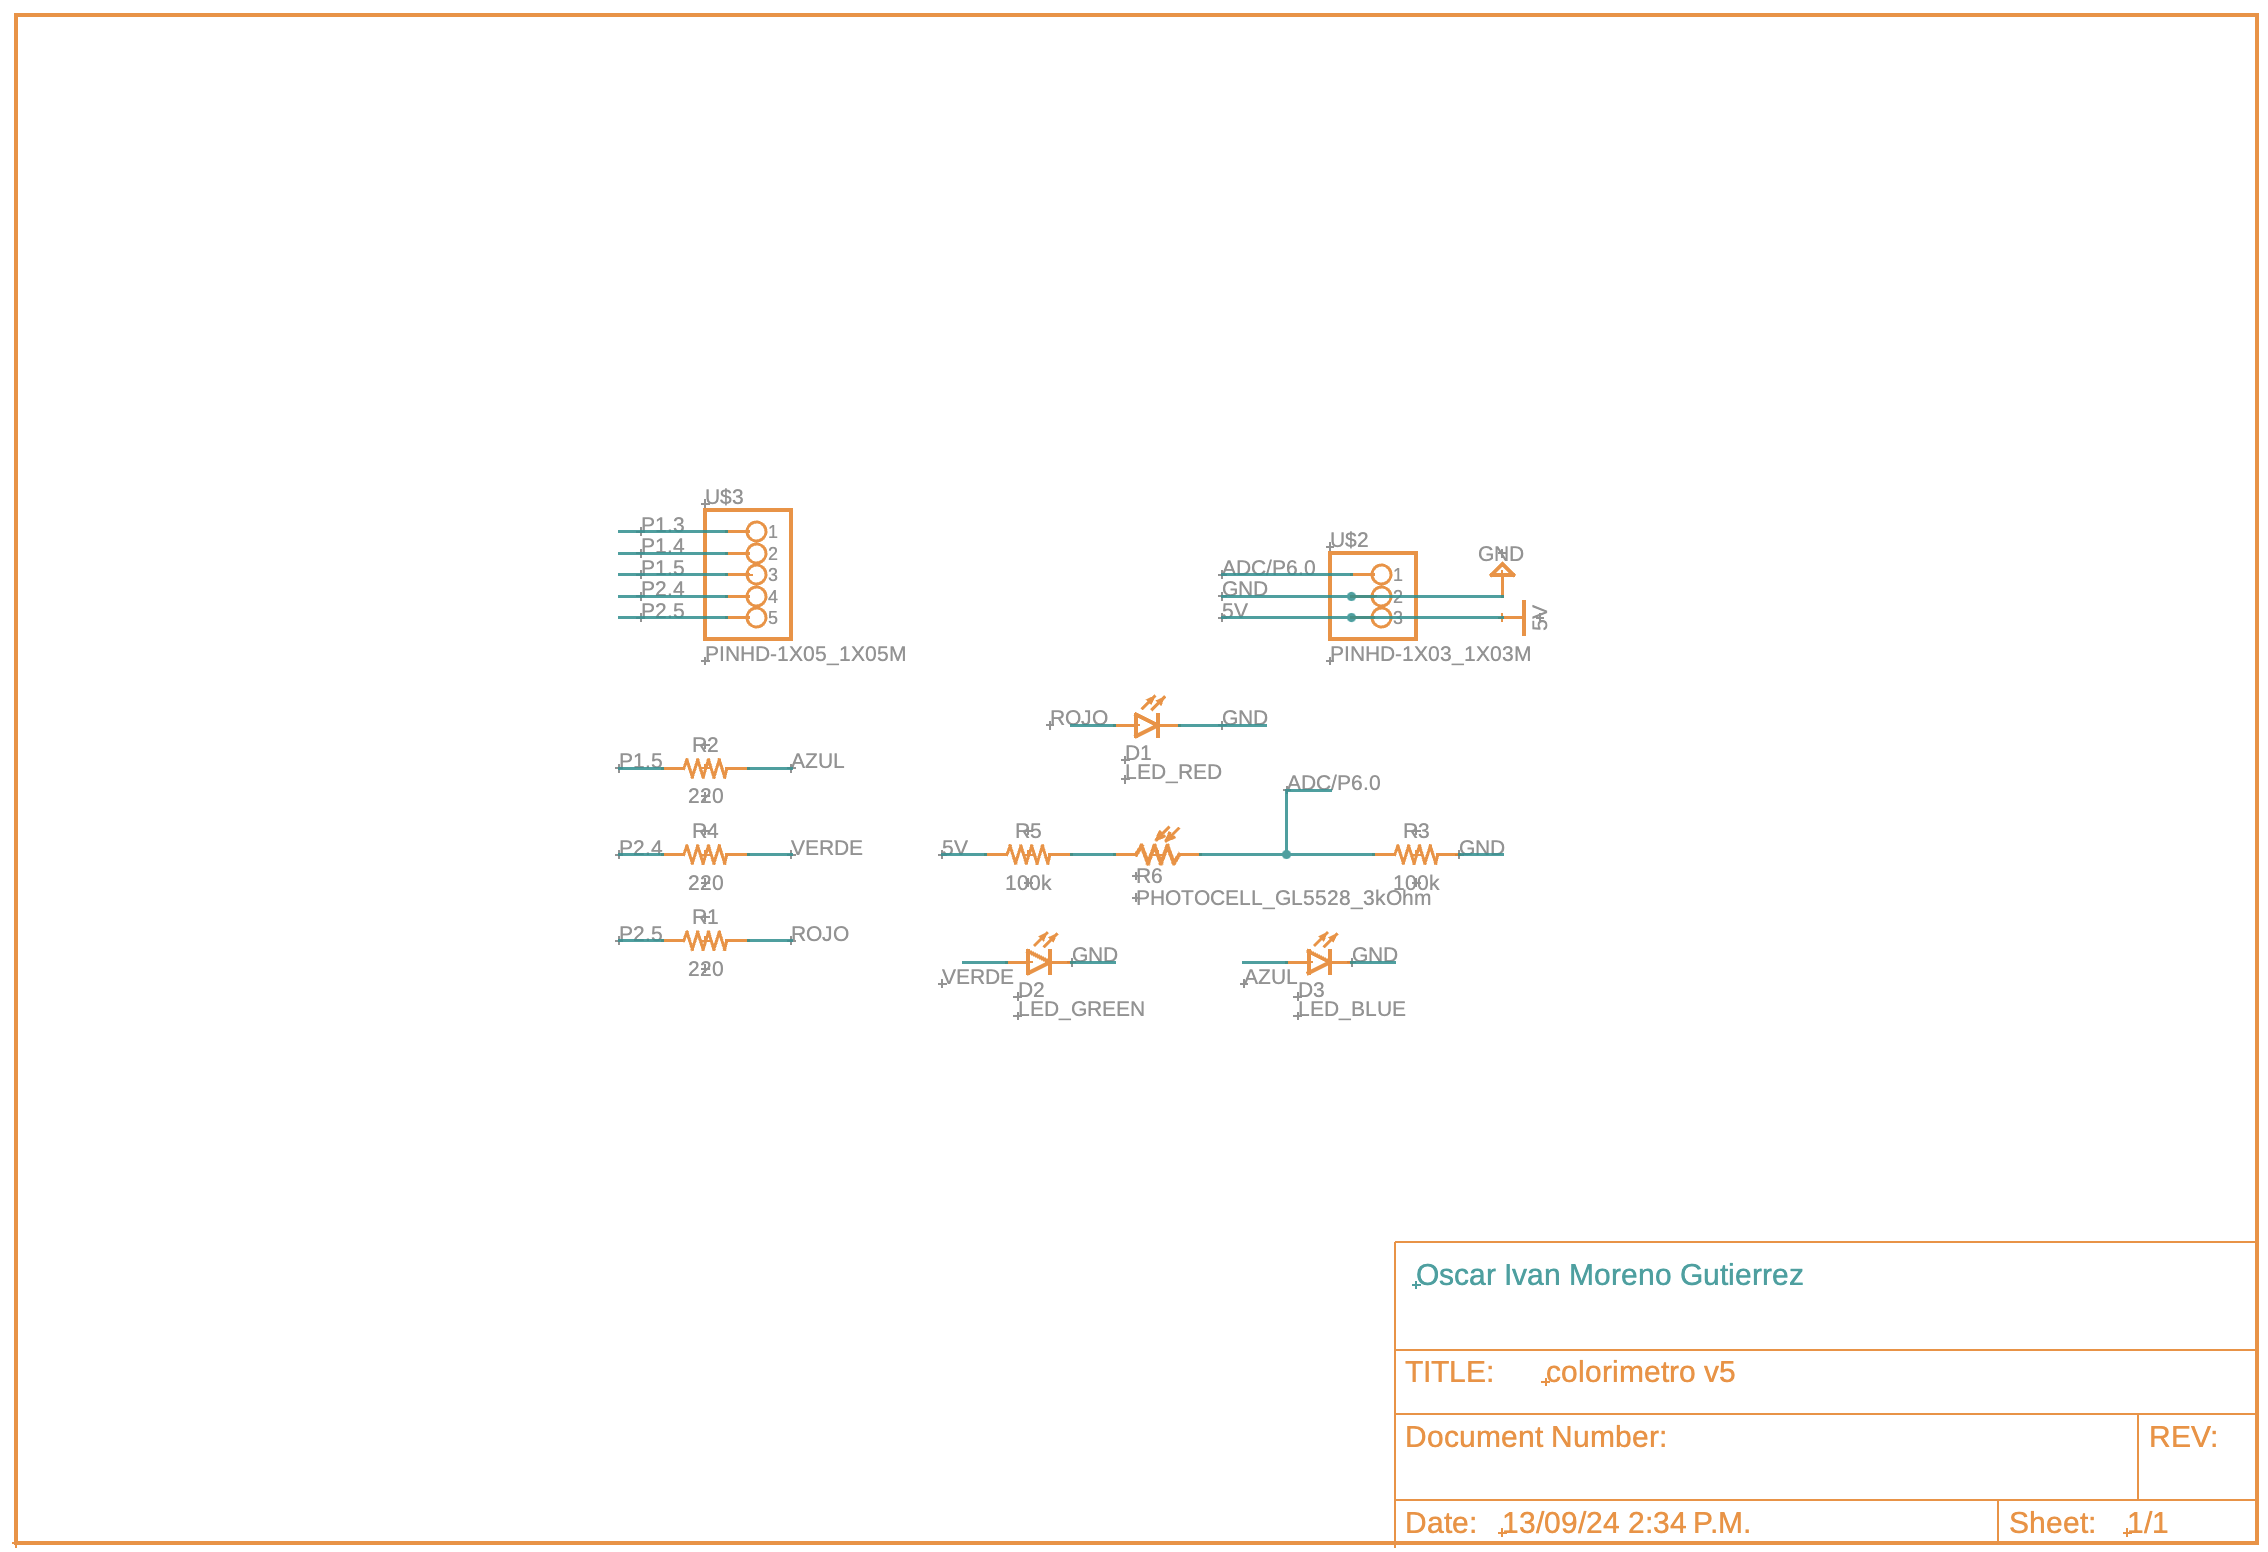 U$3
P1.3
1
P1.4
2
P1.5
3
P2.4
4
P2.5
5
PINHD-1X05_1X05M
U$2
GND
ADC/P6.0
1
GND
2
5V
3
5V
PINHD-1X03_1X03M
ROJO
GND
D1
LED_RED
R2
P1.5
AZUL
220
R4
P2.4
VERDE
220
R1
P2.5
ROJO
220
ADC/P6.0
5V
R5
100k
R6
PHOTOCELL_GL5528_3kOhm
R3
GND
100k
VERDE
GND
D2
LED_GREEN
AZUL
GND
D3
LED_BLUE
Oscar Ivan Moreno Gutierrez
TITLE: colorimetro v5
Document Number:
REV:
Date: 13/09/24 2:34 P.M.
Sheet: 1/1